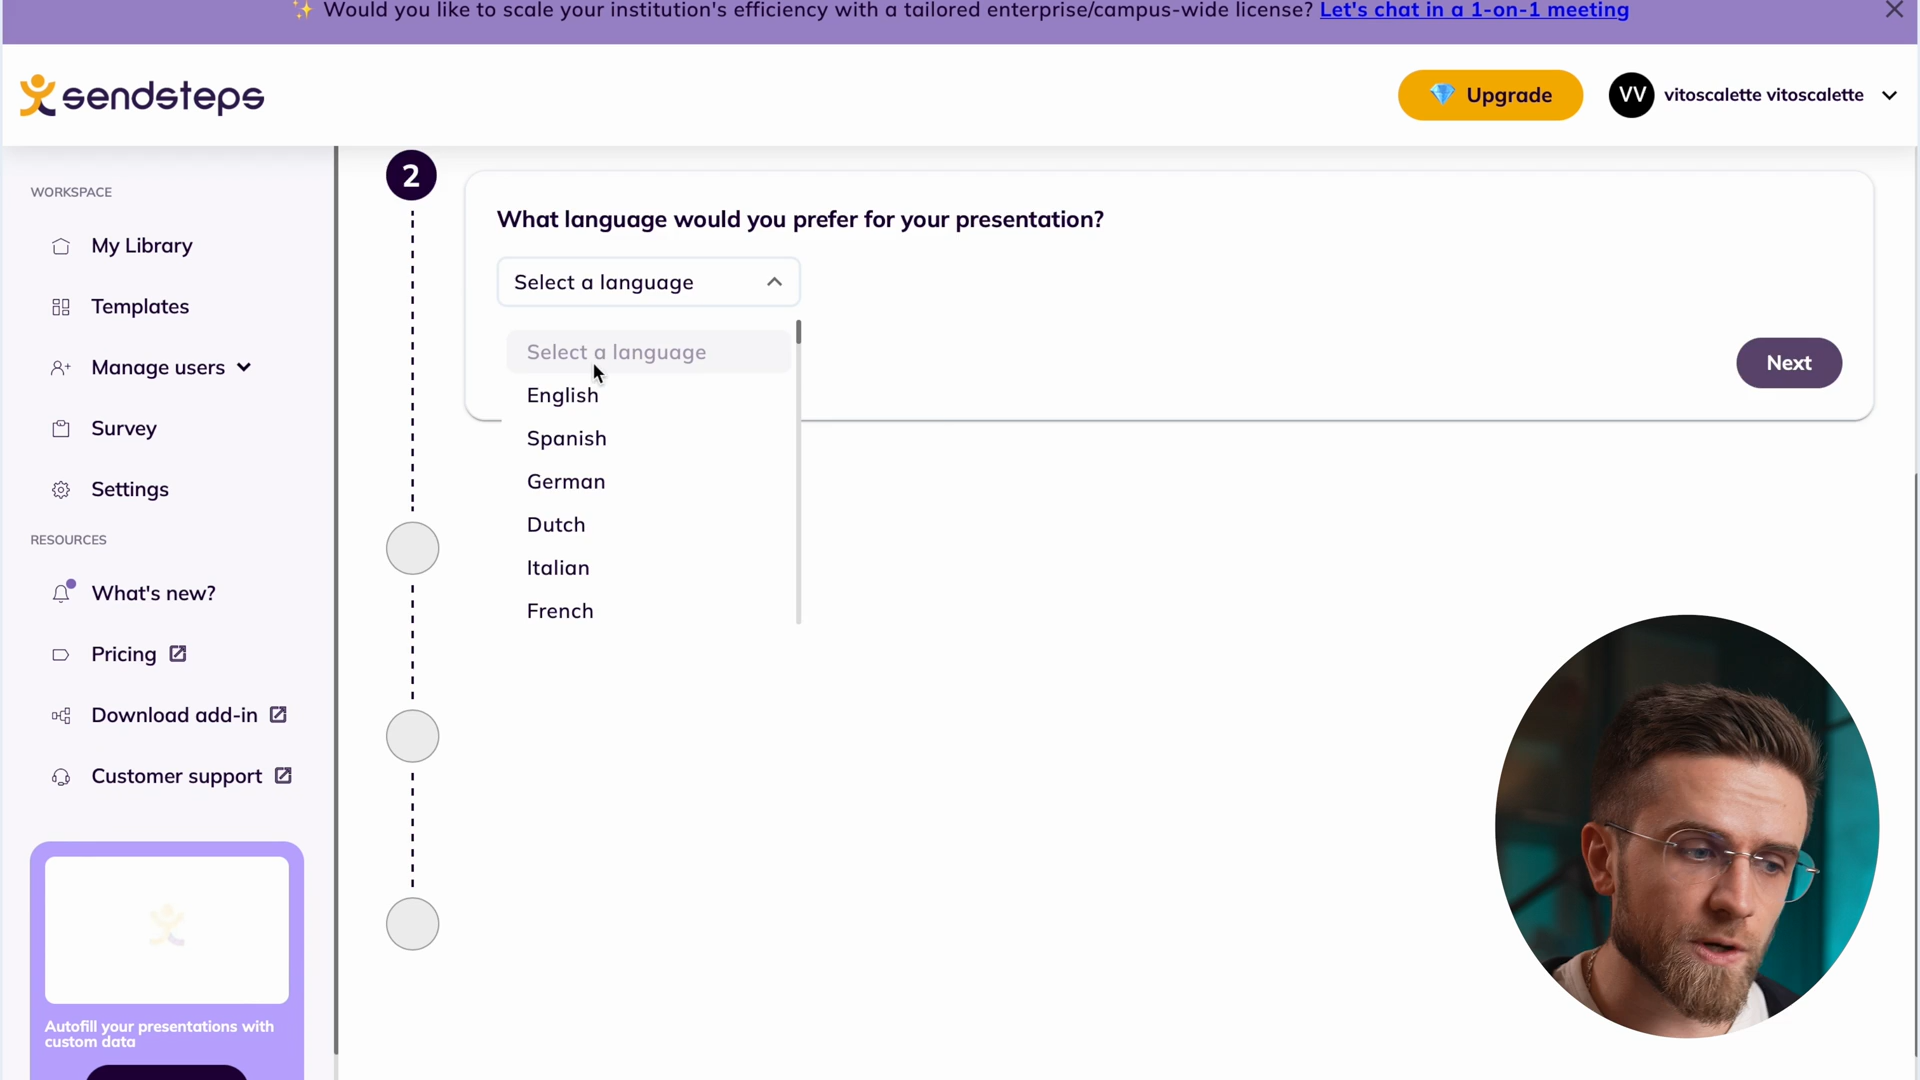 ✨ Would you like to scale your institution's efficiency with a tailored enterprise/campus-wide license? Let's chat in a 1-on-1 meeting
sendsteps
Upgrade
VV
vitoscalette vitoscalette
WORKSPACE
My Library
Templates
Manage users
Survey
Settings
RESOURCES
What's new?
Pricing
Download add-in
Customer support
Autofill your presentations with
custom data
2
What language would you prefer for your presentation?
Select a language
Select a language
English
Spanish
German
Dutch
Italian
French
Next